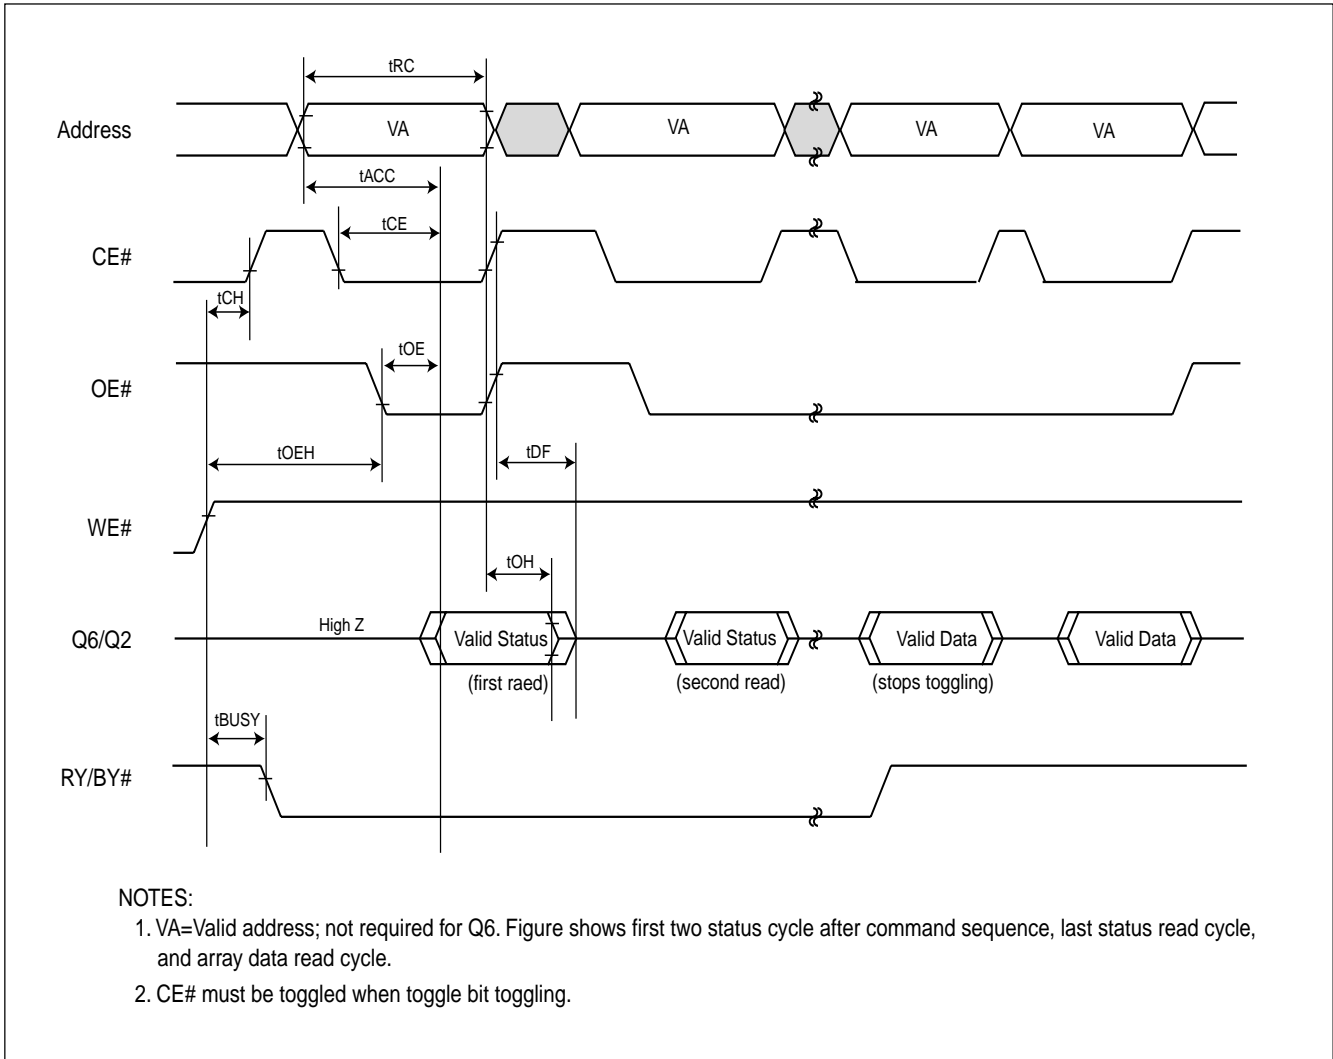 tRC
Address
VA
VA
VA
VA
tACC
tCE
CE#
tCH
tOE
OE#
tOEH
tDF
WE#
tOH
Q6/Q2
High Z
Valid Status
Valid Status
Valid Data
Valid Data
(first raed)
(second read)
(stops toggling)
tBUSY
RY/BY#
NOTES:
1. VA=Valid address; not required for Q6. Figure shows first two status cycle after command sequence, last status read cycle,
and array data read cycle.
2. CE# must be toggled when toggle bit toggling.